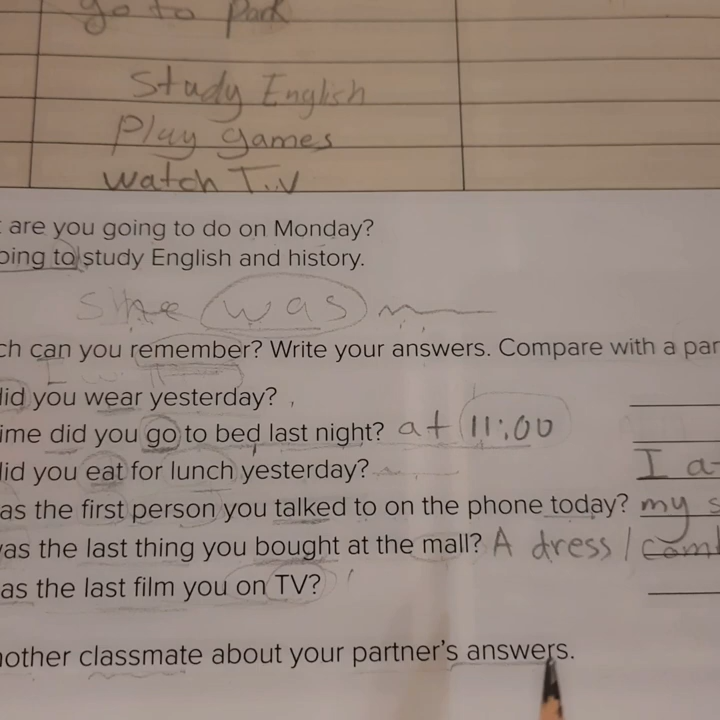 go to Park
Study English
Play games
watch T.V
are you going to do on Monday?
oing to study English and history.
She was
ch can you remember? Write your answers. Compare with a par
did you wear yesterday?
ime did you go to bed last night? at 11:00
did you eat for lunch yesterday? I a
as the first person you talked to on the phone today? my s
was the last thing you bought at the mall? A dress /
as the last film you on TV?
nother classmate about your partner's answers.